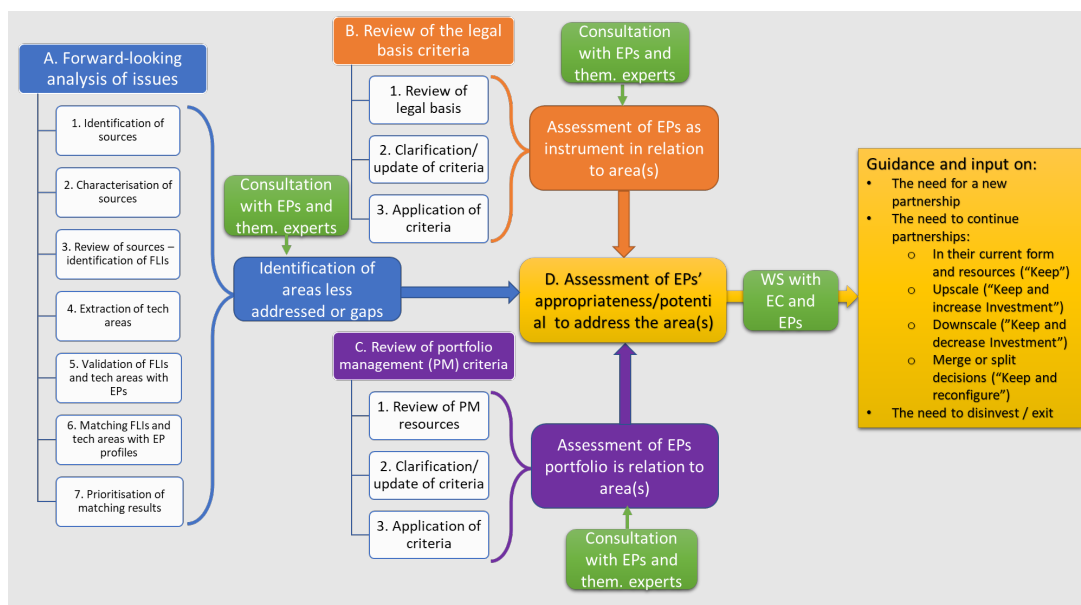 A. Forward-looking
analysis of issues
1. Identification of
sources
2. Characterisation of
sources
3. Review of sources –
identification of FLIs
4. Extraction of tech
areas
5. Validation of FLIs
and tech areas with
EPs
6. Matching FLIs and
tech areas with EP
profiles
7. Prioritisation of
matching results
Consultation
with EPs and
them. experts
Identification of
areas less
addressed or gaps
B. Review of the legal
basis criteria
1. Review of
legal basis
2. Clarification/
update of criteria
3. Application of
criteria
Consultation
with EPs and
them. experts
Assessment of EPs as
instrument in relation
to area(s)
C. Review of portfolio
management (PM) criteria
1. Review of PM
resources
2. Clarification/
update of criteria
3. Application of
criteria
Assessment of EPs
portfolio is relation to
area(s)
Consultation
with EPs and
them. experts
D. Assessment of EPs’
appropriateness/potenti
al to address the area(s)
WS with
EC and
EPs
Guidance and input on:
• The need for a new
partnership
• The need to continue
partnerships:
o In their current form
and resources (“Keep”)
o Upscale (“Keep and
increase Investment”)
o Downscale (”Keep and
decrease Investment”)
o Merge or split
decisions (“Keep and
reconfigure”)
• The need to disinvest / exit